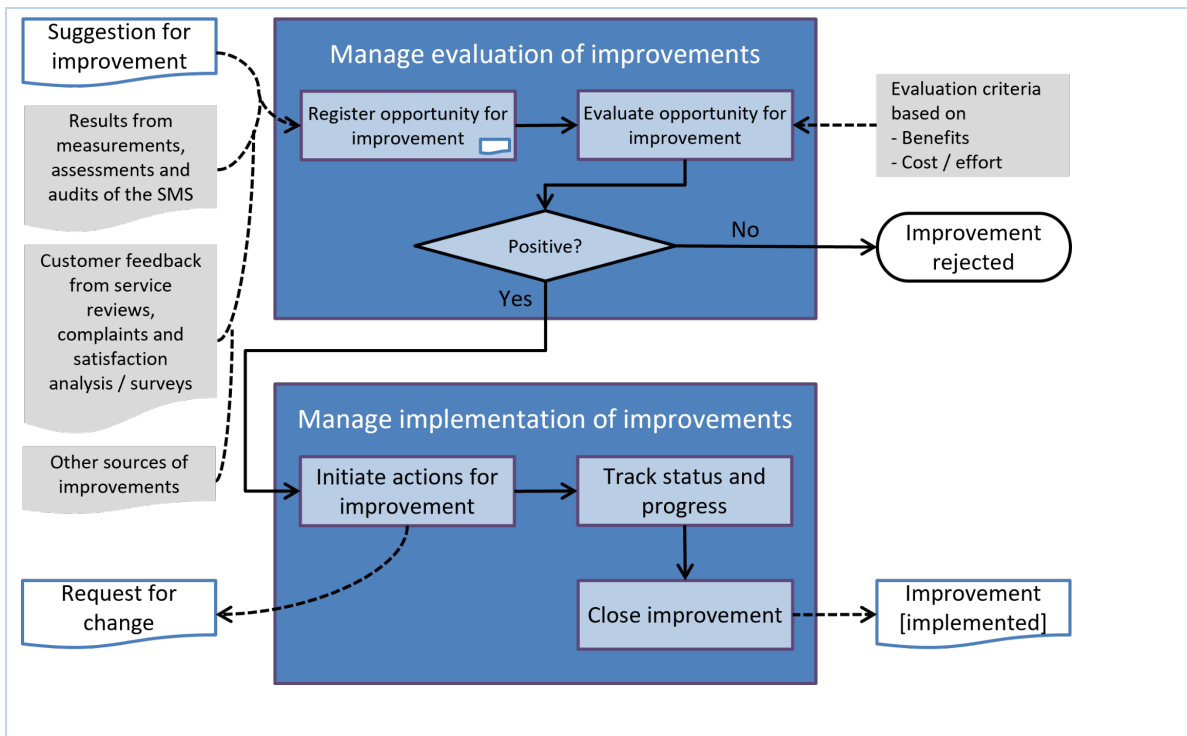 Suggestion for
improvement
Results from
measurements,
assessments and
audits of the SMS
Customer feedback
from service
reviews,
complaints and
satisfaction
analysis / surveys
Other sources of
improvements
Manage evaluation of improvements
Register opportunity for
improvement
Evaluate opportunity for
improvement
Evaluation criteria
based on
- Benefits
- Cost / effort
Positive?
No
Improvement
rejected
Yes
Manage implementation of improvements
Initiate actions for
improvement
Track status and
progress
Request for
change
Close improvement
Improvement
[implemented]